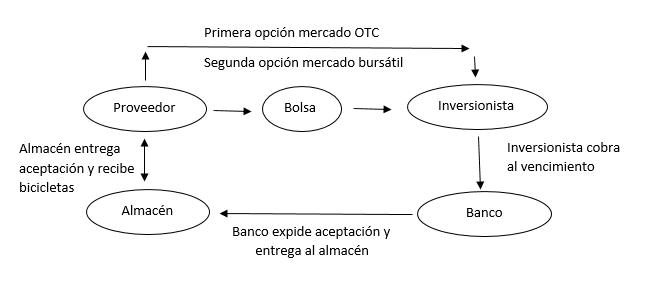 Primera opción mercado OTC
Segunda opción mercado bursátil
Proveedor
Bolsa
Inversionista
Almacén entrega
aceptación y recibe
bicicletas
Inversionista cobra
al vencimiento
Almacén
Banco
Banco expide aceptación y
entrega al almacén